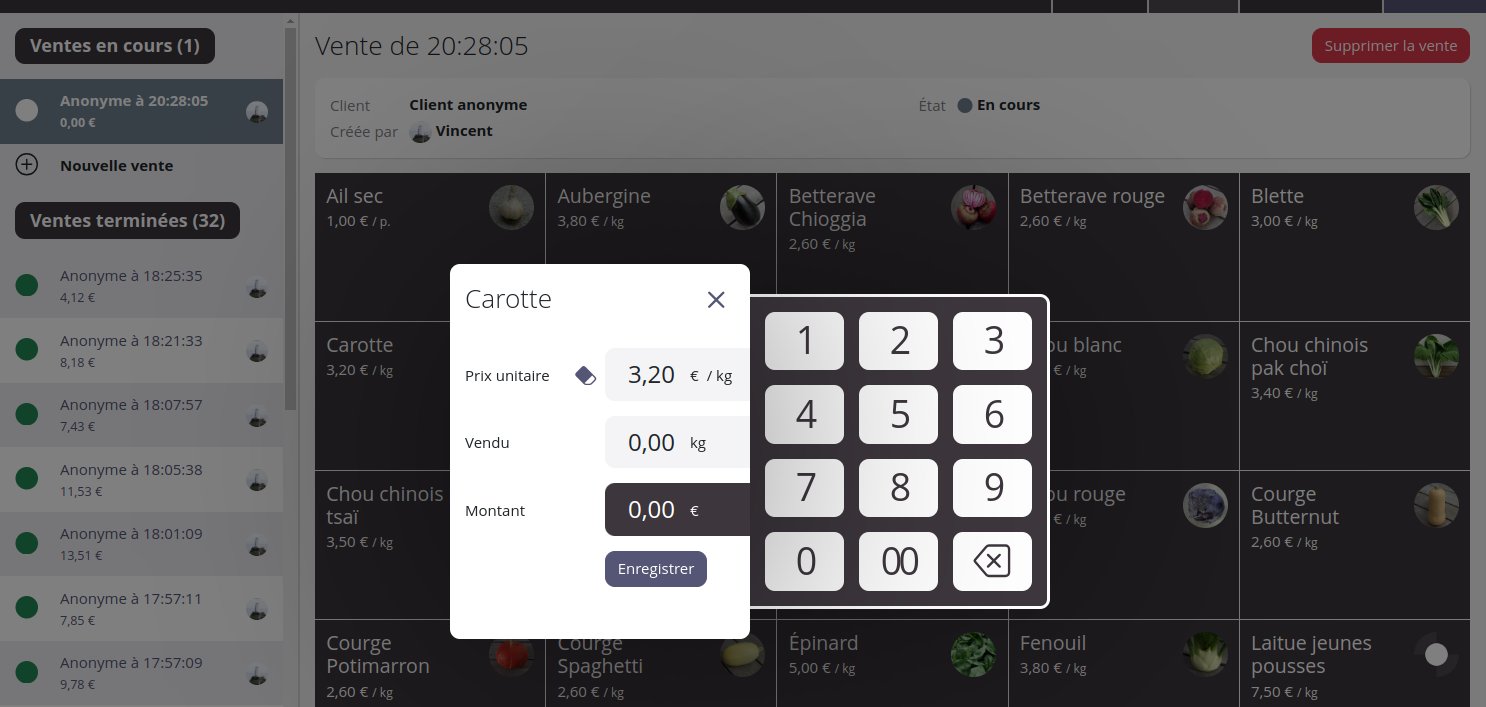 Ventes en cours (1)
Anonyme à 20:28:05
0,00 €
Nouvelle vente
Ventes terminées (32)
Anonyme à 18:25:35
4,12 €
Anonyme à 18:21:33
8,18 €
Anonyme à 18:07:57
7,43 €
Anonyme à 18:05:38
11,53 €
Anonyme à 18:01:09
13,51 €
Anonyme à 17:57:11
7,85 €
Anonyme à 17:57:09
9,78 €
Vente de 20:28:05
Supprimer la vente
Client Client anonyme
État En cours
Créée par Vincent
Ail sec
1,00 € / p.
Aubergine
3,80 € / kg
Betterave
Chioggia
2,60 € / kg
Betterave rouge
2,60 € / kg
Blette
3,00 € / kg
Carotte
3,20 € / kg
ou blanc
€ / kg
Chou chinois
pak choï
3,40 € / kg
Chou chinois
tsaï
3,50 € / kg
ou rouge
€ / kg
Courge
Butternut
2,60 € / kg
Courge
Potimarron
2,60 € / kg
Courge
Spaghetti
2,60 € / kg
Épinard
5,00 € / kg
Fenouil
3,80 € / kg
Laitue jeunes
pousses
7,50 € / kg
Carotte
Prix unitaire 3,20 € / kg
Vendu 0,00 kg
Montant 0,00 €
Enregistrer
1 2 3
4 5 6
7 8 9
0 00